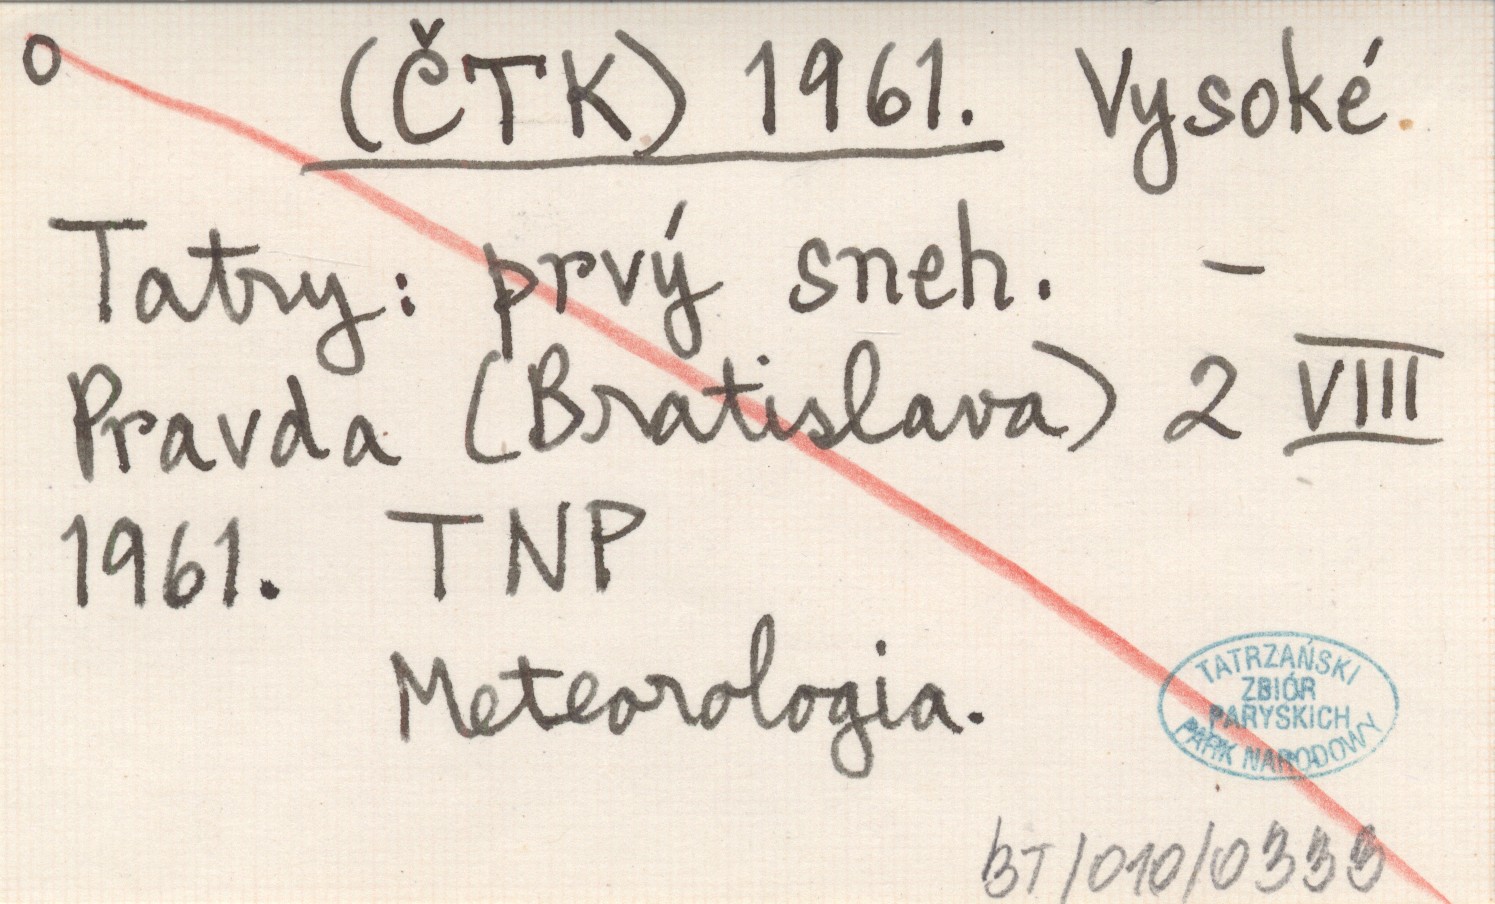 o (ČTK) 1961. Vysoké
Tatry: prvý sneh. –
Pravda (Bratislava) 2 VIII
1961. TNP
Meteorologia.
TATRZAŃSKI
ZBIÓR
PARYSKICH
PARK NARODOWY
BT/010/0333